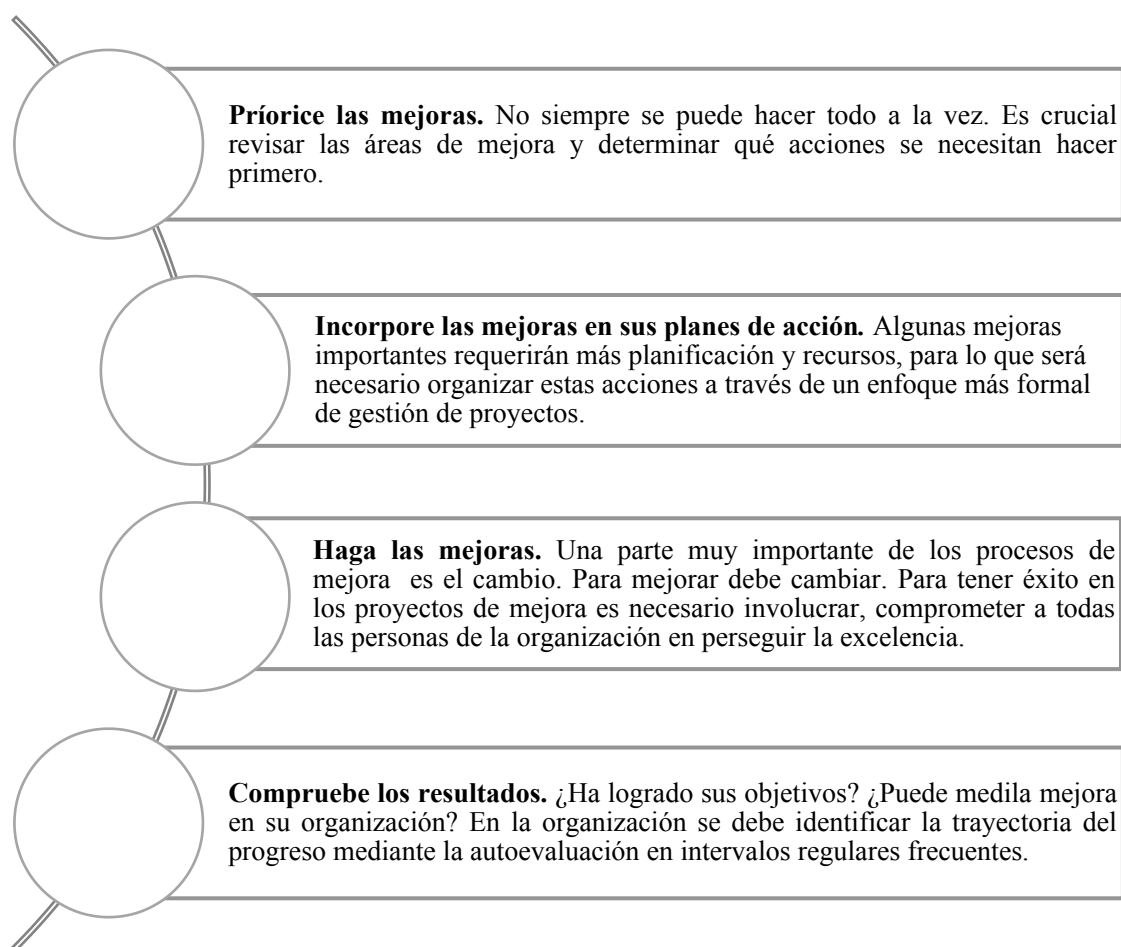 Príorice las mejoras. No siempre se puede hacer todo a la vez. Es crucial
revisar las áreas de mejora y determinar qué acciones se necesitan hacer
primero.
Incorpore las mejoras en sus planes de acción. Algunas mejoras
importantes requerirán más planificación y recursos, para lo que será
necesario organizar estas acciones a través de un enfoque más formal
de gestión de proyectos.
Haga las mejoras. Una parte muy importante de los procesos de
mejora es el cambio. Para mejorar debe cambiar. Para tener éxito en
los proyectos de mejora es necesario involucrar, comprometer a todas
las personas de la organización en perseguir la excelencia.
Compruebe los resultados. ¿Ha logrado sus objetivos? ¿Puede medila mejora
en su organización? En la organización se debe identificar la trayectoria del
progreso mediante la autoevaluación en intervalos regulares frecuentes.